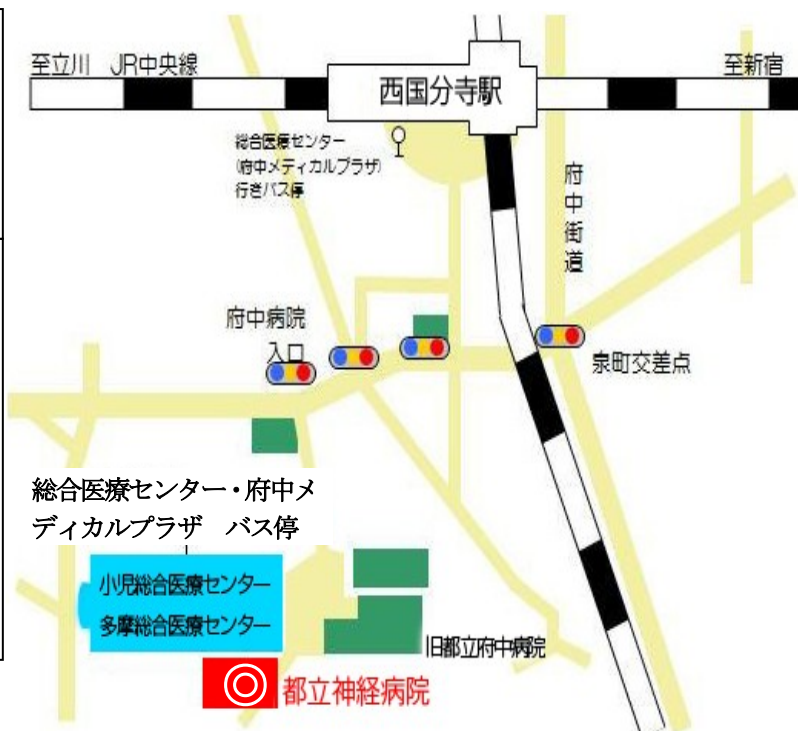 至立川 JR中央線
西国分寺駅
至新宿
総合医療センター
(府中メディカルプラザ)
行きバス停
府中街道
府中病院
入口
泉町交差点
総合医療センター・府中メ
ディカルプラザ バス停
小児総合医療センター
多摩総合医療センター
旧都立府中病院
都立神経病院